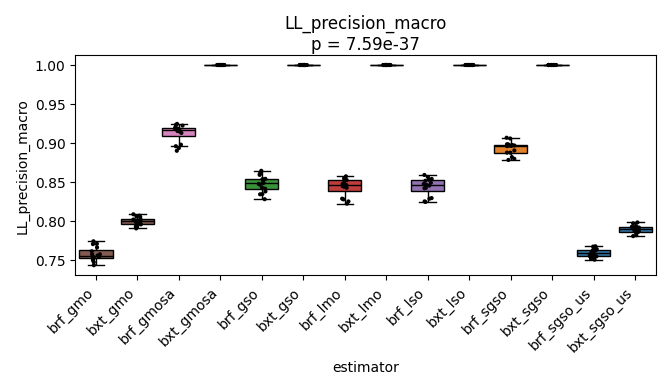 LL_precision_macro
p = 7.59e-37
LL_precision_macro
1.00
0.95
0.90
0.85
0.80
0.75
brf_gmo
bxt_gmo
brf_gmosa
bxt_gmosa
brf_gso
bxt_gso
brf_lmo
bxt_lmo
brf_lso
bxt_lso
brf_sgso
bxt_sgso
brf_sgso_us
bxt_sgso_us
estimator